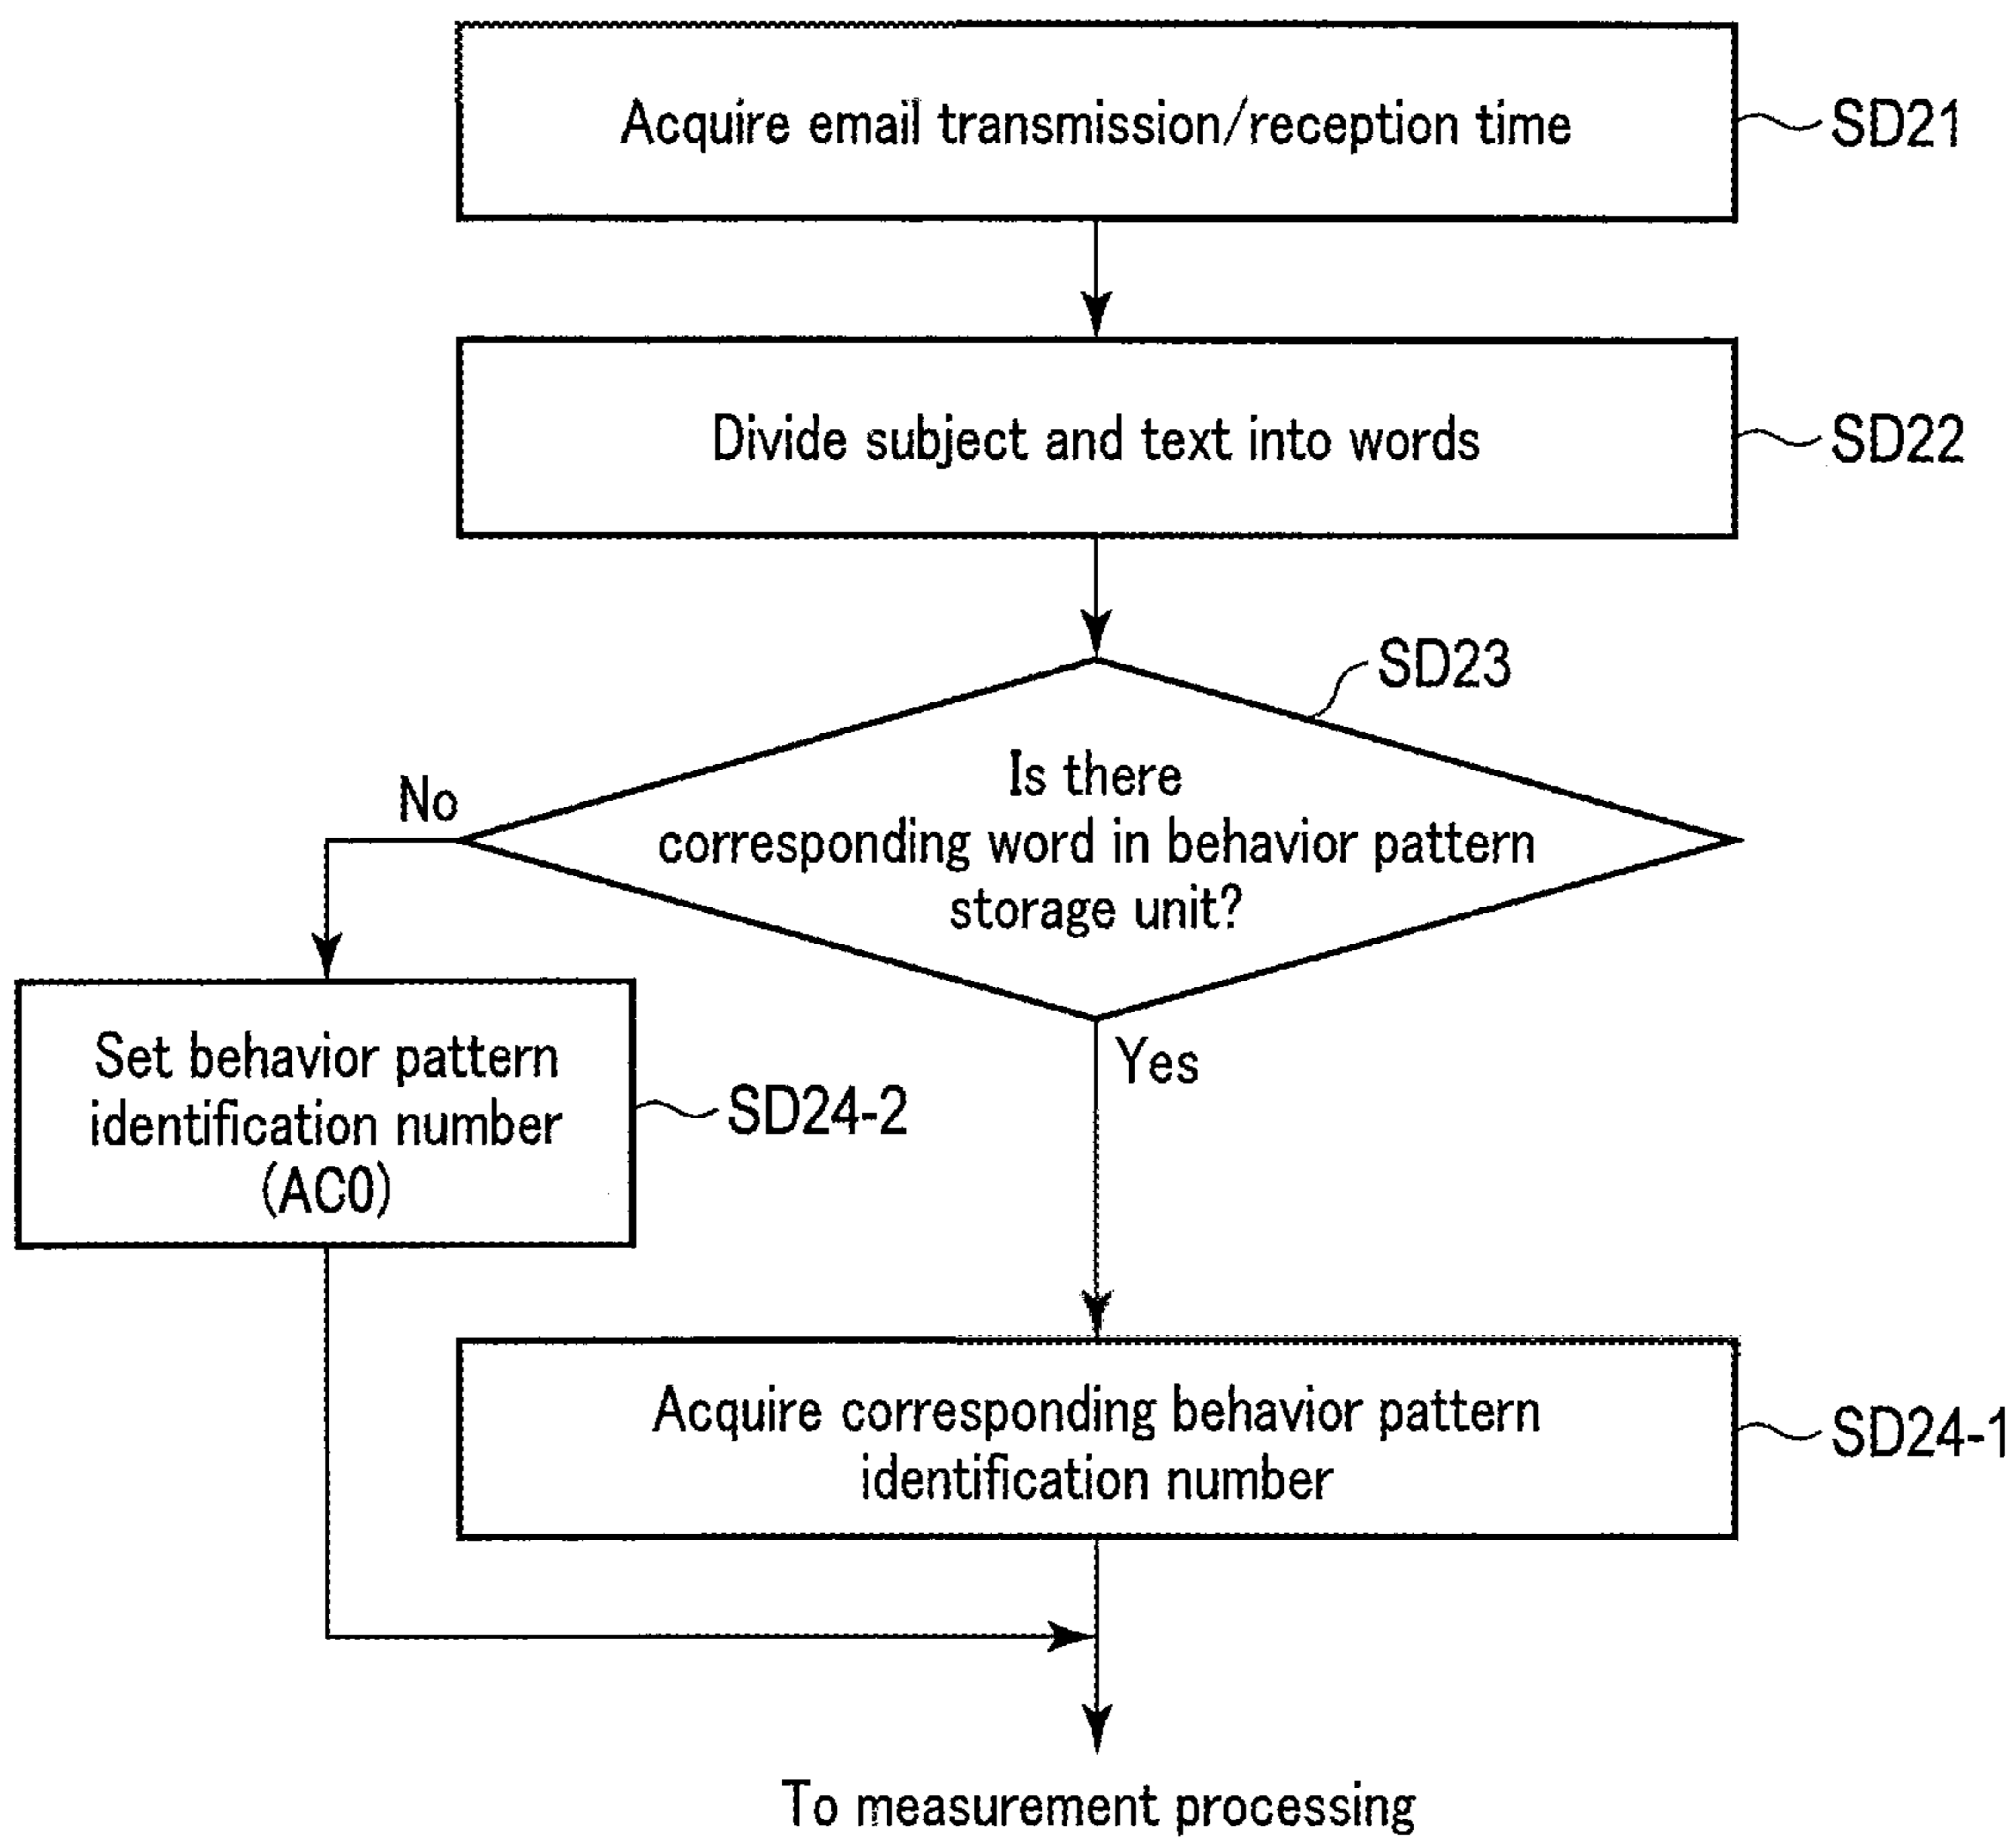 Acquire email transmission/reception time
SD21
Divide subject and text into words
SD22
SD23
Is there
corresponding word in behavior pattern
storage unit?
No
Yes
Set behavior pattern
identification number
(AC0)
SD24-2
Acquire corresponding behavior pattern
identification number
SD24-1
To measurement processing